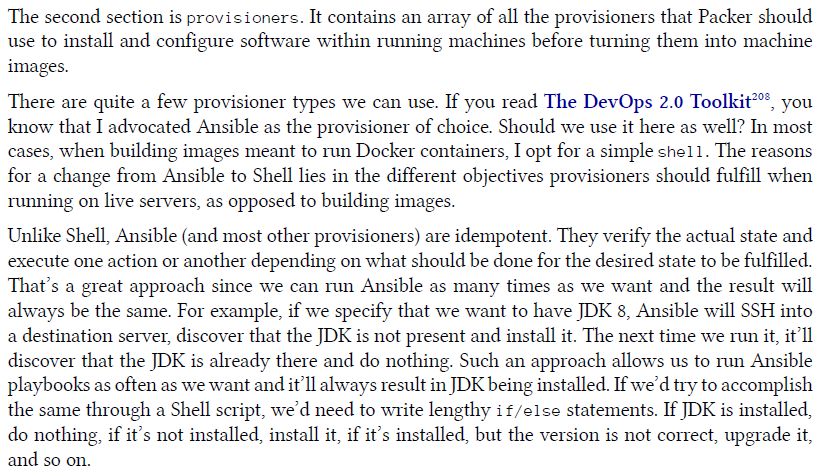 The second section is provisioners. It contains an array of all the provisioners that Packer should
use to install and configure software within running machines before turning them into machine
images.
There are quite a few provisioner types we can use. If you read The DevOps 2.0 Toolkit²⁰⁸, you
know that I advocated Ansible as the provisioner of choice. Should we use it here as well? In most
cases, when building images meant to run Docker containers, I opt for a simple shell. The reasons
for a change from Ansible to Shell lies in the different objectives provisioners should fulfill when
running on live servers, as opposed to building images.
Unlike Shell, Ansible (and most other provisioners) are idempotent. They verify the actual state and
execute one action or another depending on what should be done for the desired state to be fulfilled.
That's a great approach since we can run Ansible as many times as we want and the result will
always be the same. For example, if we specify that we want to have JDK 8, Ansible will SSH into
a destination server, discover that the JDK is not present and install it. The next time we run it, it'll
discover that the JDK is already there and do nothing. Such an approach allows us to run Ansible
playbooks as often as we want and it'll always result in JDK being installed. If we'd try to accomplish
the same through a Shell script, we'd need to write lengthy if/else statements. If JDK is installed,
do nothing, if it's not installed, install it, if it's installed, but the version is not correct, upgrade it,
and so on.